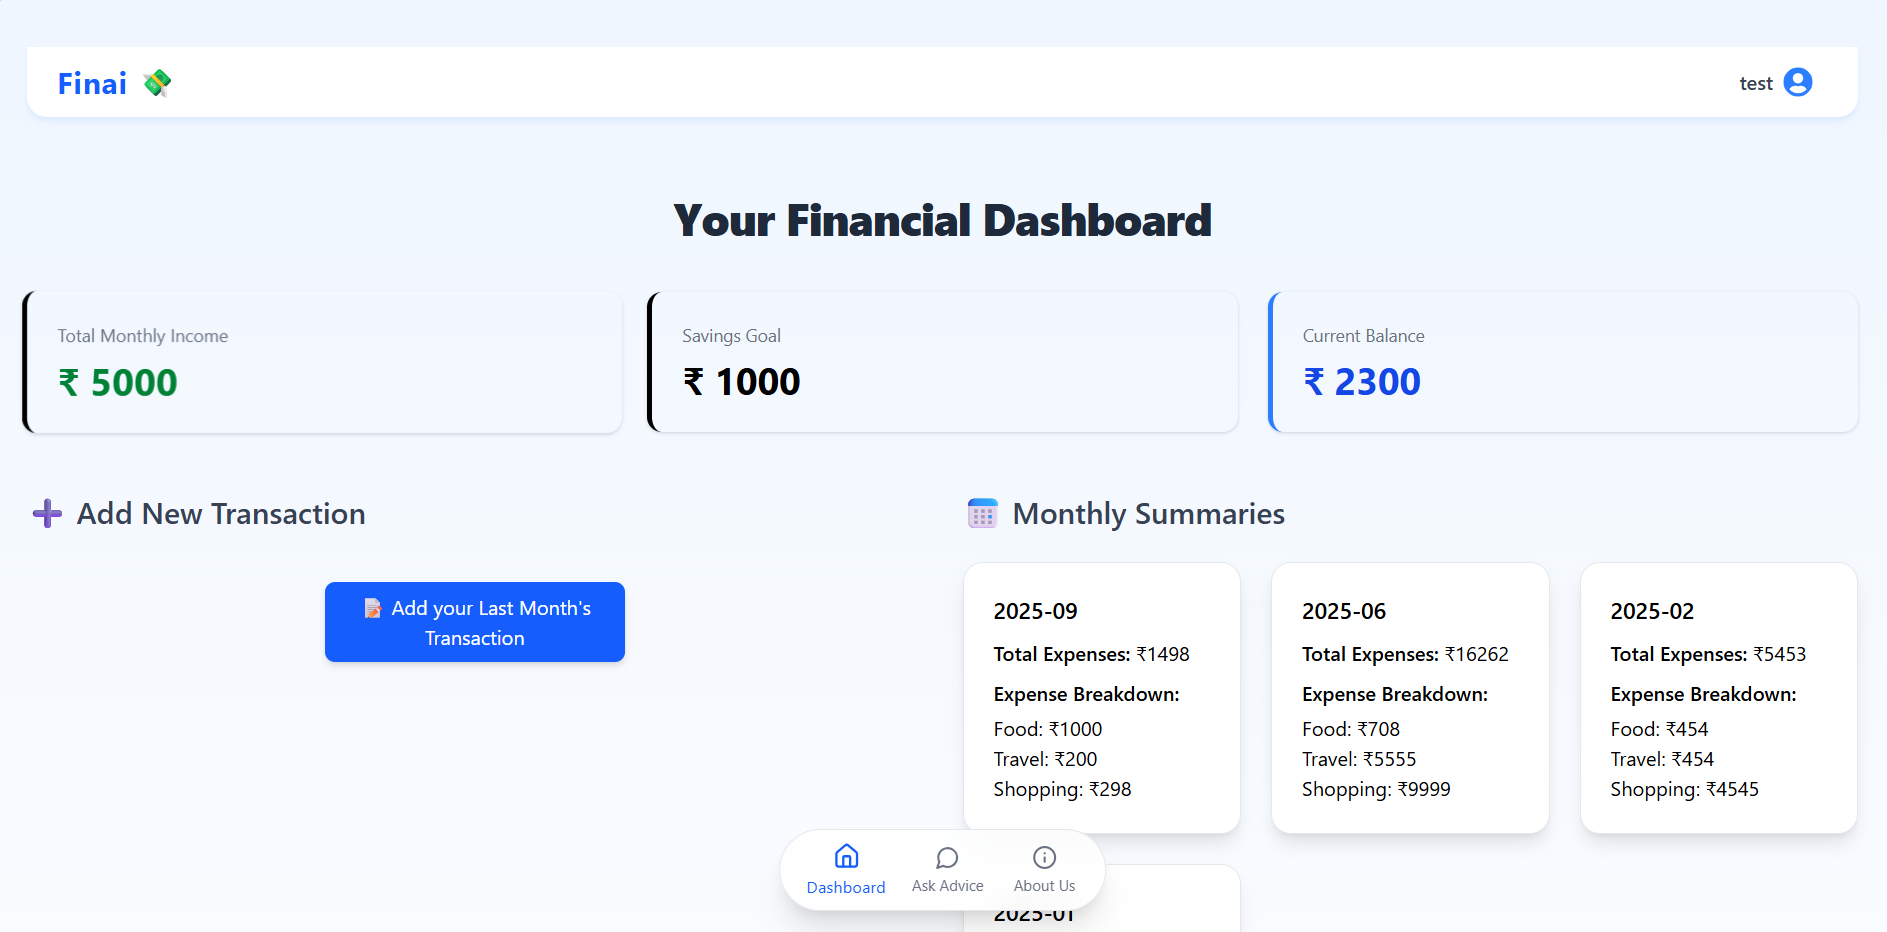 Finai 💸
test
Your Financial Dashboard
Total Monthly Income
₹ 5000
Savings Goal
₹ 1000
Current Balance
₹ 2300
➕ Add New Transaction
📝 Add your Last Month's
Transaction
📅 Monthly Summaries
2025-09
Total Expenses: ₹1498
Expense Breakdown:
Food: ₹1000
Travel: ₹200
Shopping: ₹298
2025-06
Total Expenses: ₹16262
Expense Breakdown:
Food: ₹708
Travel: ₹5555
Shopping: ₹9999
2025-02
Total Expenses: ₹5453
Expense Breakdown:
Food: ₹454
Travel: ₹454
Shopping: ₹4545
2025-01
Dashboard
Ask Advice
About Us